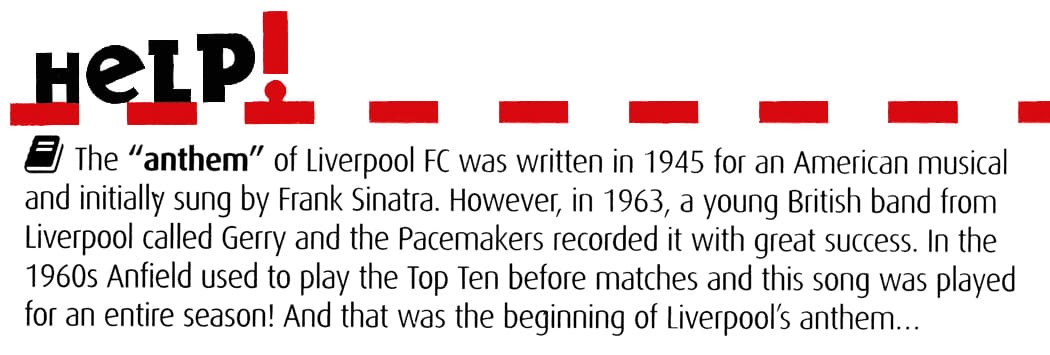 HeLP!
The “anthem” of Liverpool FC was written in 1945 for an American musical
and initially sung by Frank Sinatra. However, in 1963, a young British band from
Liverpool called Gerry and the Pacemakers recorded it with great success. In the
1960s Anfield used to play the Top Ten before matches and this song was played
for an entire season! And that was the beginning of Liverpool’s anthem…